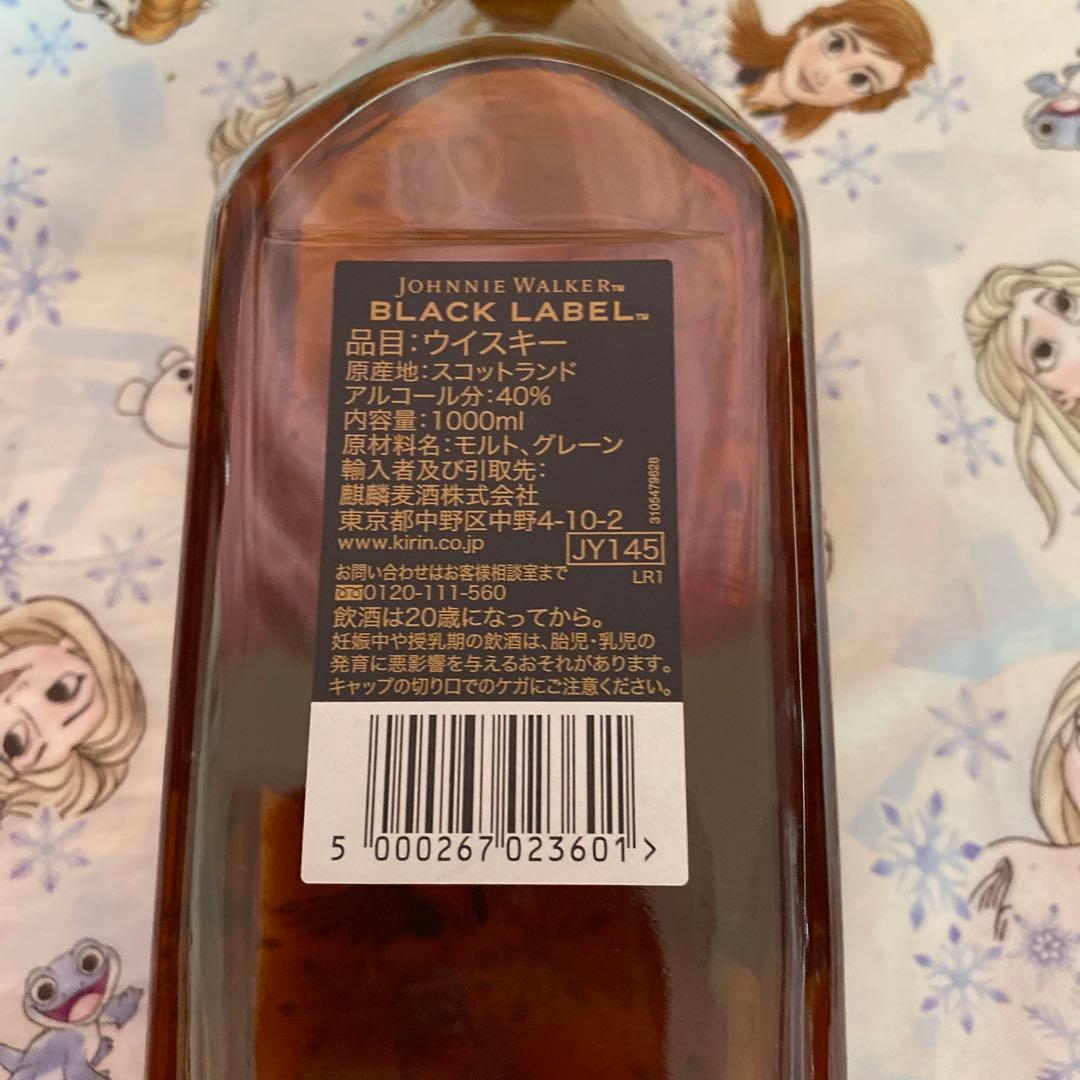 JOHNNIE WALKER™
BLACK LABEL™
品目:ウイスキー
原産地:スコットランド
アルコール分:40%
内容量:1000ml
原材料名:モルト、グレーン
輸入者及び引取先:
麒麟麦酒株式会社
東京都中野区中野4-10-2
www.kirin.co.jp
JY145
3105479628
お問い合わせはお客様相談室まで
LR1
0120-111-560
飲酒は20歳になってから。
妊娠中や授乳期の飲酒は、胎児・乳児の
発育に悪影響を与えるおそれがあります。
キャップの切り口でのケガにご注意ください。
5 000267 023601 >